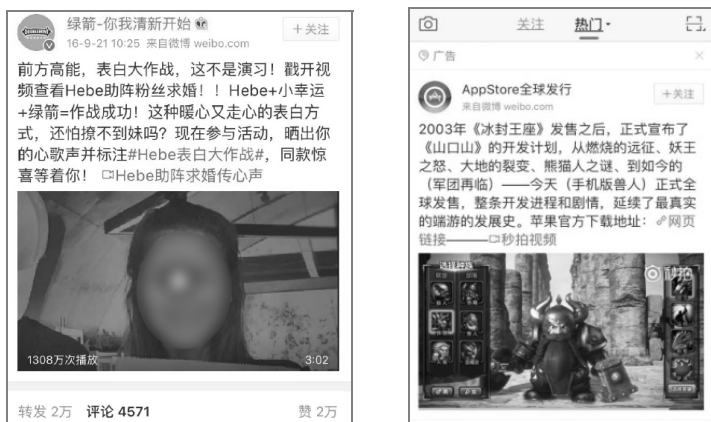 绿箭-你我清新开始
+关注
16-9-21 10:25 来自微博 weibo.com
前方高能，表白大作战，这不是演习！戳开视
频查看Hebe助阵粉丝求婚！！Hebe+小幸运
+绿箭=作战成功！这种暖心又走心的表白方
式，还怕撩不到妹吗？现在参与活动，晒出你
的心歌声并标注#Hebe表白大作战#，同款惊
喜等着你！ Hebe助阵求婚传心声
1308万次播放
3:02
转发 2万 评论 4571 赞 2万
关注 热门
广告
AppStore全球发行
+关注
来自微博 weibo.com
2003年《冰封王座》发售之后，正式宣布了
《山口山》的开发计划，从燃烧的远征、妖王
之怒、大地的裂变、熊猫人之谜、到如今的
（军团再临）——今天（手机版兽人）正式全
球发售，整条开发进程和剧情，延续了最真实
的端游的发展史。苹果官方下载地址： 网页
链接———秒拍视频
选择种族
秒拍